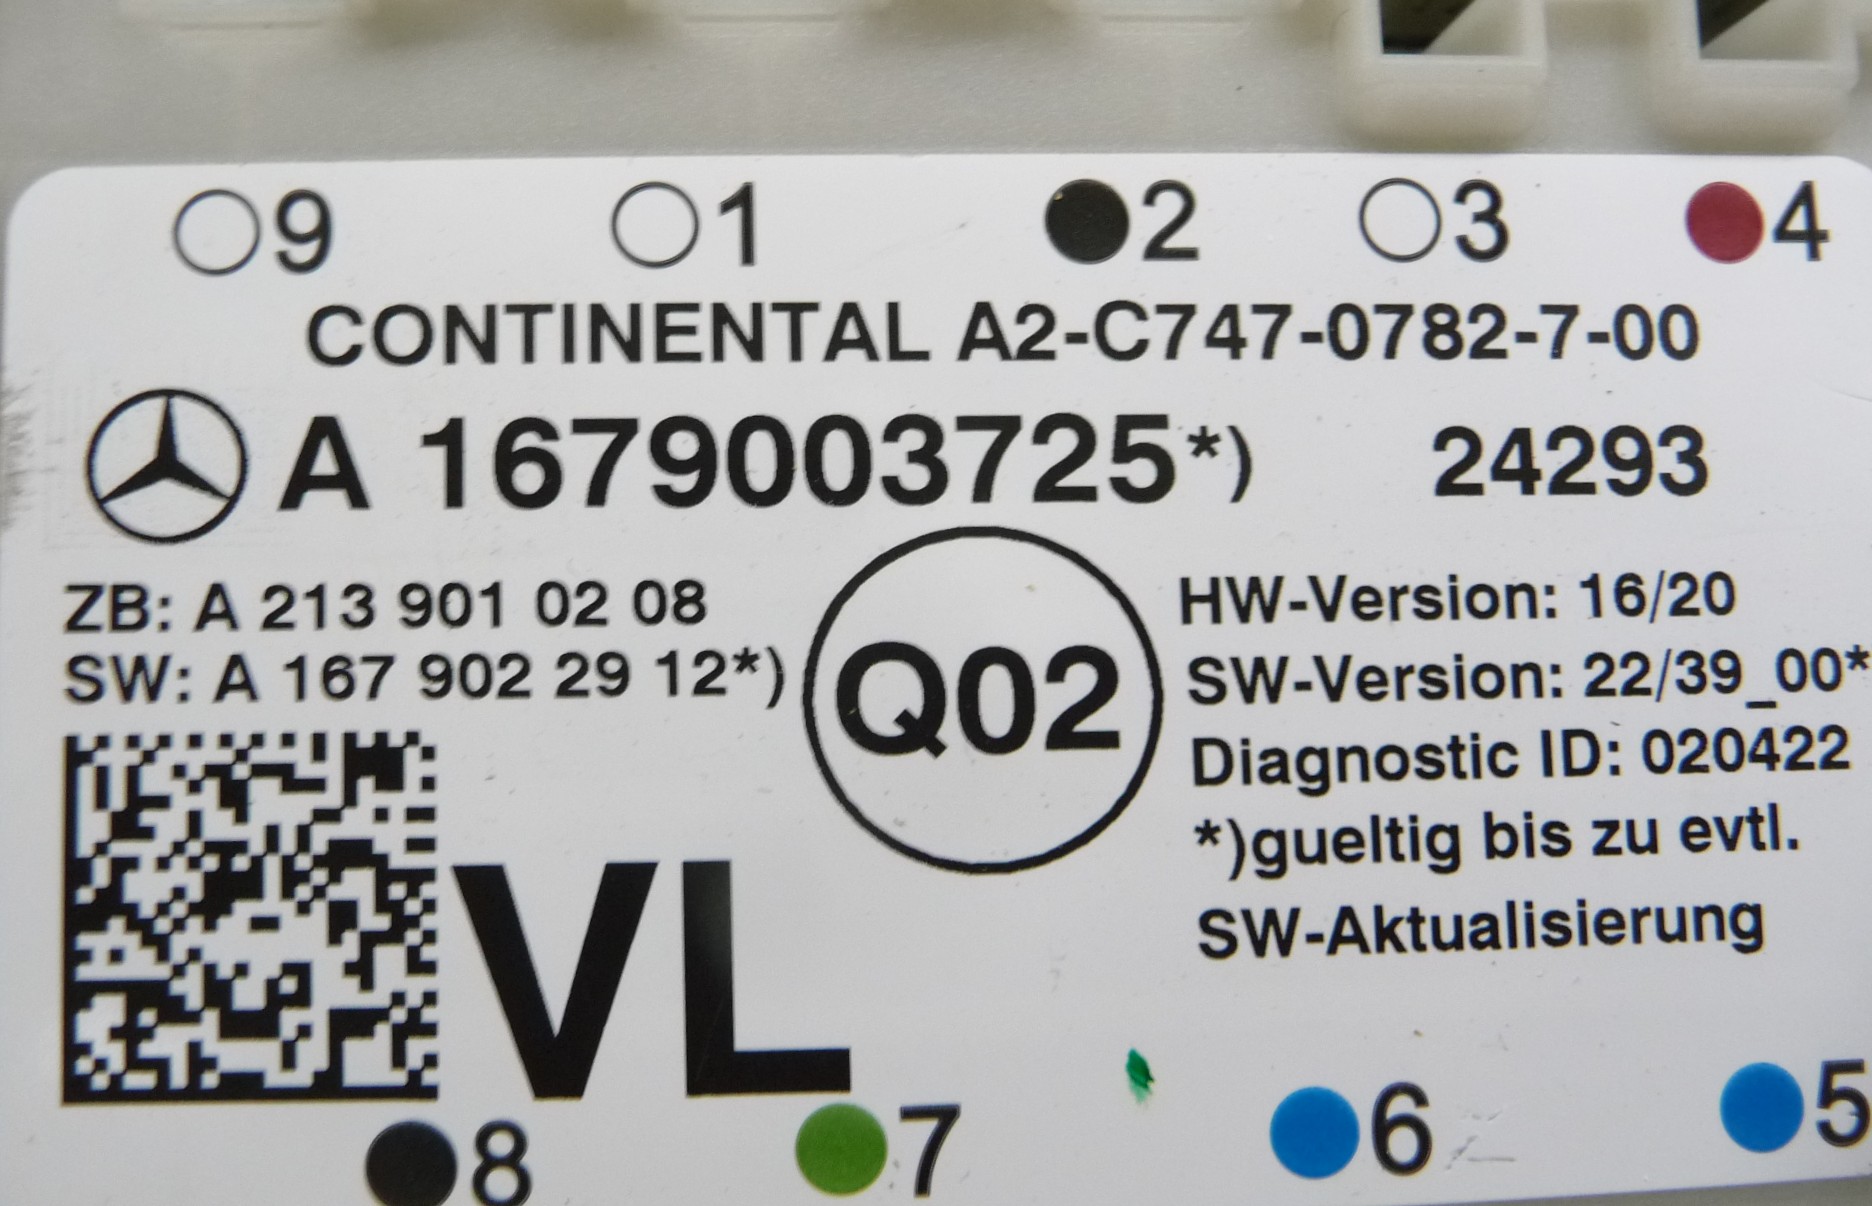 9 1 2 3 4
CONTINENTAL A2-C747-0782-7-00
A 1679003725*) 24293
ZB: A 213 901 02 08
SW: A 167 902 29 12*)
Q02
HW-Version: 16/20
SW-Version: 22/39_00*
Diagnostic ID: 020422
*)gueltig bis zu evtl.
SW-Aktualisierung
VL
8 7 6 5